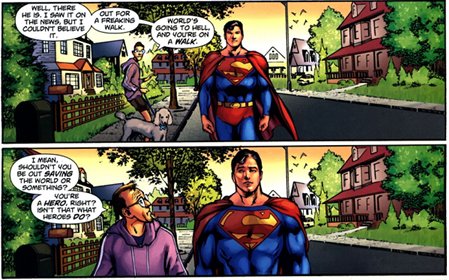 WELL, THERE
HE IS. I SAW IT ON
THE NEWS, BUT I
COULDN'T BELIEVE
IT.
OUT FOR
A FREAKING
WALK.
WORLD'S
GOING TO HELL,
AND YOU'RE ON
A WALK.
I MEAN,
SHOULDN'T YOU
BE OUT SAVING
THE WORLD OR
SOMETHING?
YOU'RE
A HERO, RIGHT?
ISN'T THAT WHAT
HEROES DO?